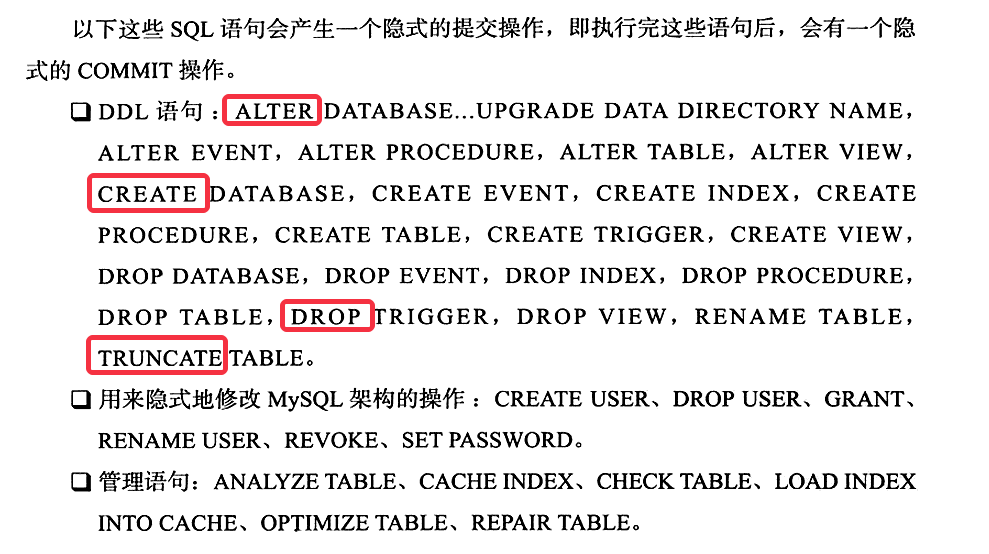 以下这些 SQL 语句会产生一个隐式的提交操作，即执行完这些语句后，会有一个隐
式的 COMMIT 操作。
❑ DDL 语句：ALTER DATABASE...UPGRADE DATA DIRECTORY NAME，
ALTER EVENT，ALTER PROCEDURE，ALTER TABLE，ALTER VIEW，
CREATE DATABASE，CREATE EVENT，CREATE INDEX，CREATE
PROCEDURE，CREATE TABLE，CREATE TRIGGER，CREATE VIEW，
DROP DATABASE，DROP EVENT，DROP INDEX，DROP PROCEDURE，
DROP TABLE，DROP TRIGGER，DROP VIEW，RENAME TABLE，
TRUNCATE TABLE。
❑ 用来隐式地修改 MySQL 架构的操作：CREATE USER、DROP USER、GRANT、
RENAME USER、REVOKE、SET PASSWORD。
❑ 管理语句：ANALYZE TABLE、CACHE INDEX、CHECK TABLE、LOAD INDEX
INTO CACHE、OPTIMIZE TABLE、REPAIR TABLE。